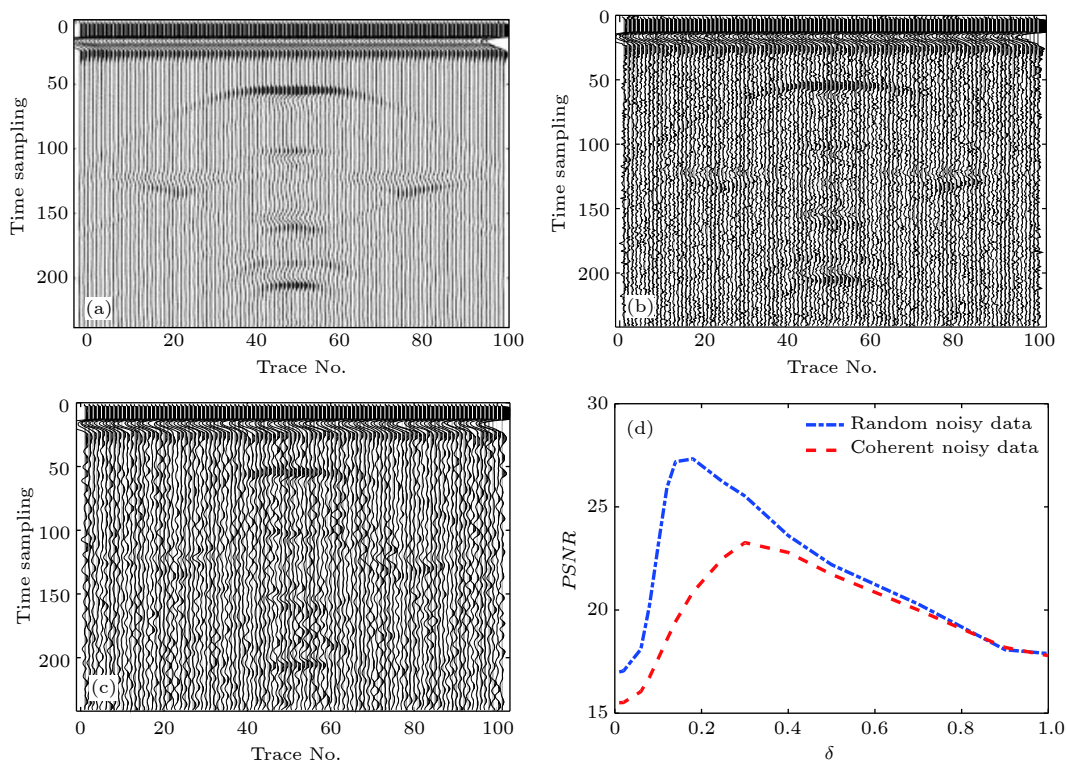 0
50
100
150
200
Time sampling
(a)
0 20 40 60 80 100
Trace No.
0
50
100
150
200
Time sampling
(b)
0 20 40 60 80 100
Trace No.
0
50
100
150
200
Time sampling
(c)
0 20 40 60 80 100
Trace No.
30
25
20
15
PSNR
(d)
Random noisy data
Coherent noisy data
0 0.2 0.4 0.6 0.8 1.0
δ